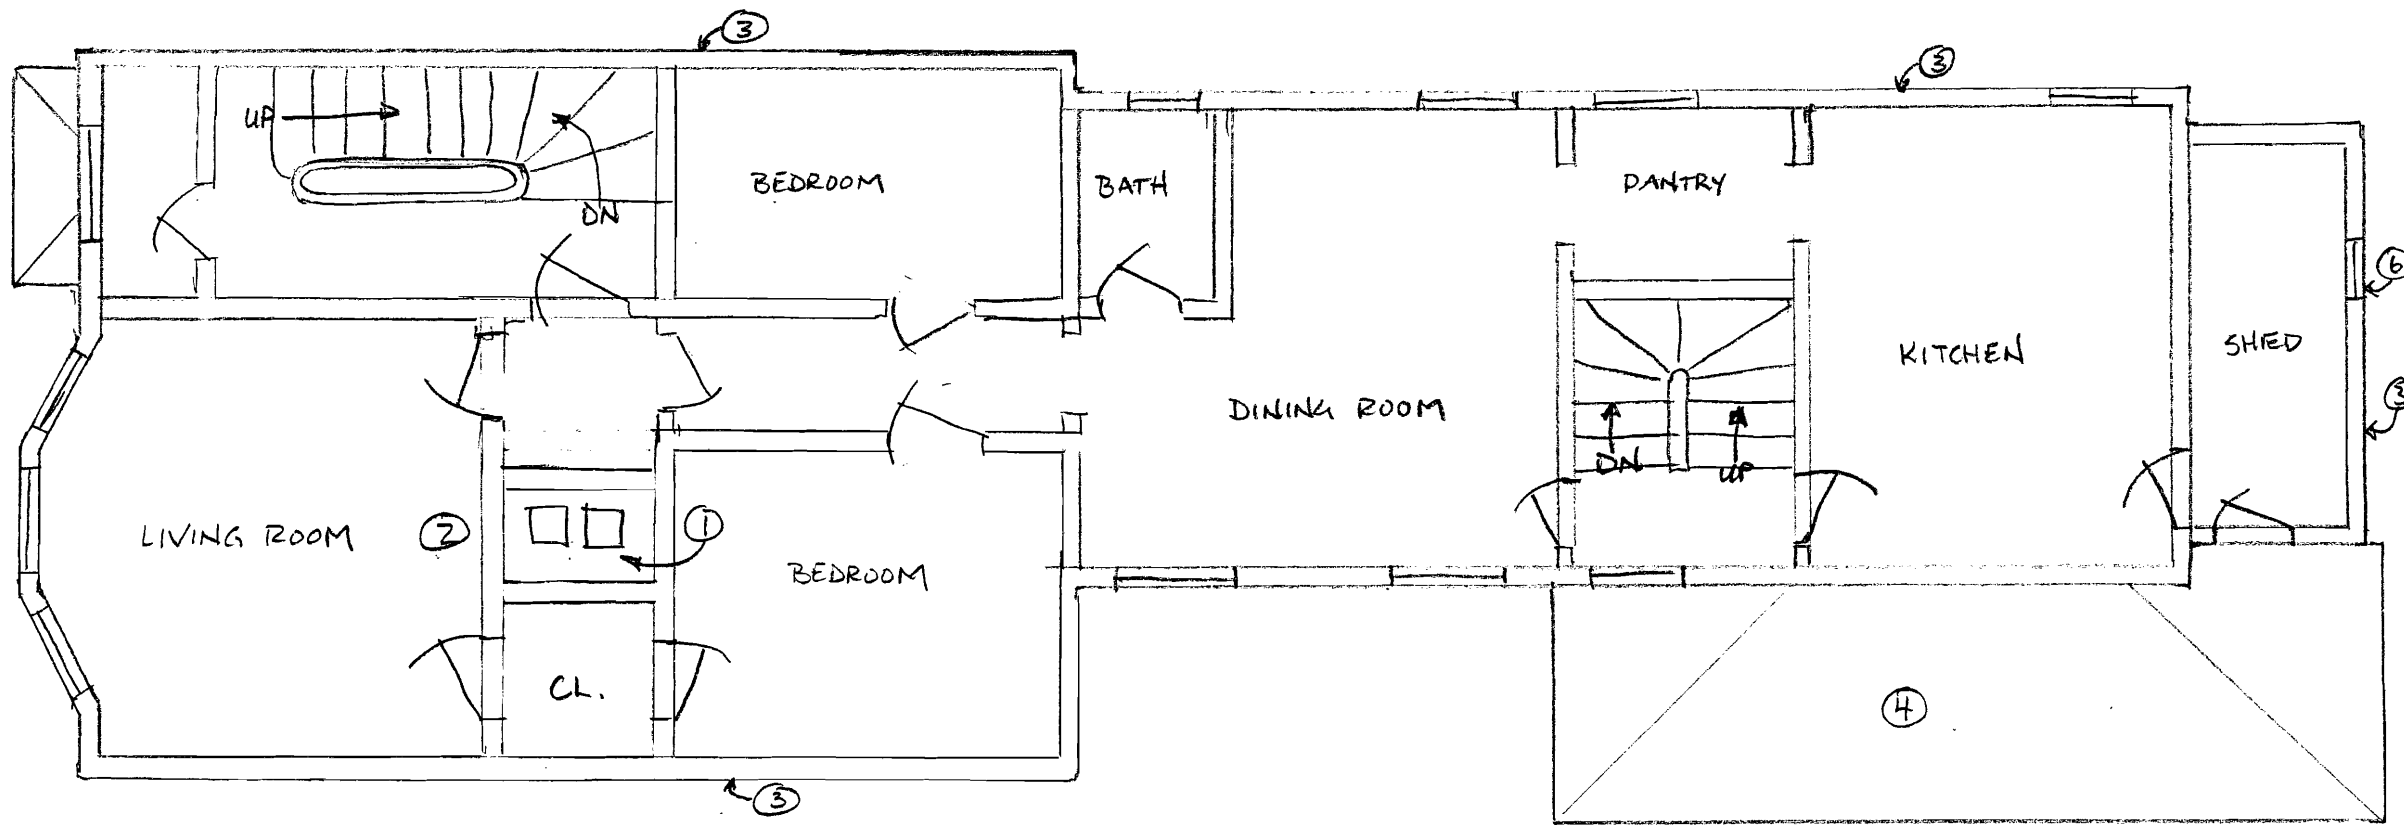 3
3
UP
DN
BEDROOM
BATH
PANTRY
6
KITCHEN
SHED
DINING ROOM
3
DN
UP
LIVING ROOM
2
1
BEDROOM
CL.
4
3